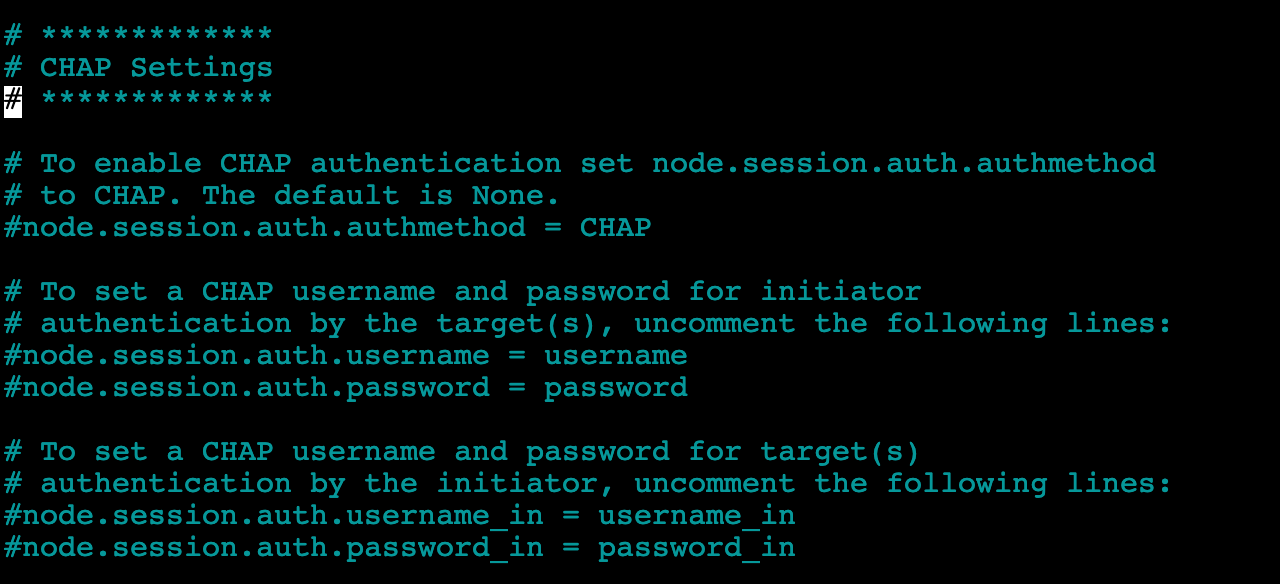 # *************
# CHAP Settings
# *************
# To enable CHAP authentication set node.session.auth.authmethod
# to CHAP. The default is None.
#node.session.auth.authmethod = CHAP
# To set a CHAP username and password for initiator
# authentication by the target(s), uncomment the following lines:
#node.session.auth.username = username
#node.session.auth.password = password
# To set a CHAP username and password for target(s)
# authentication by the initiator, uncomment the following lines:
#node.session.auth.username_in = username_in
#node.session.auth.password_in = password_in